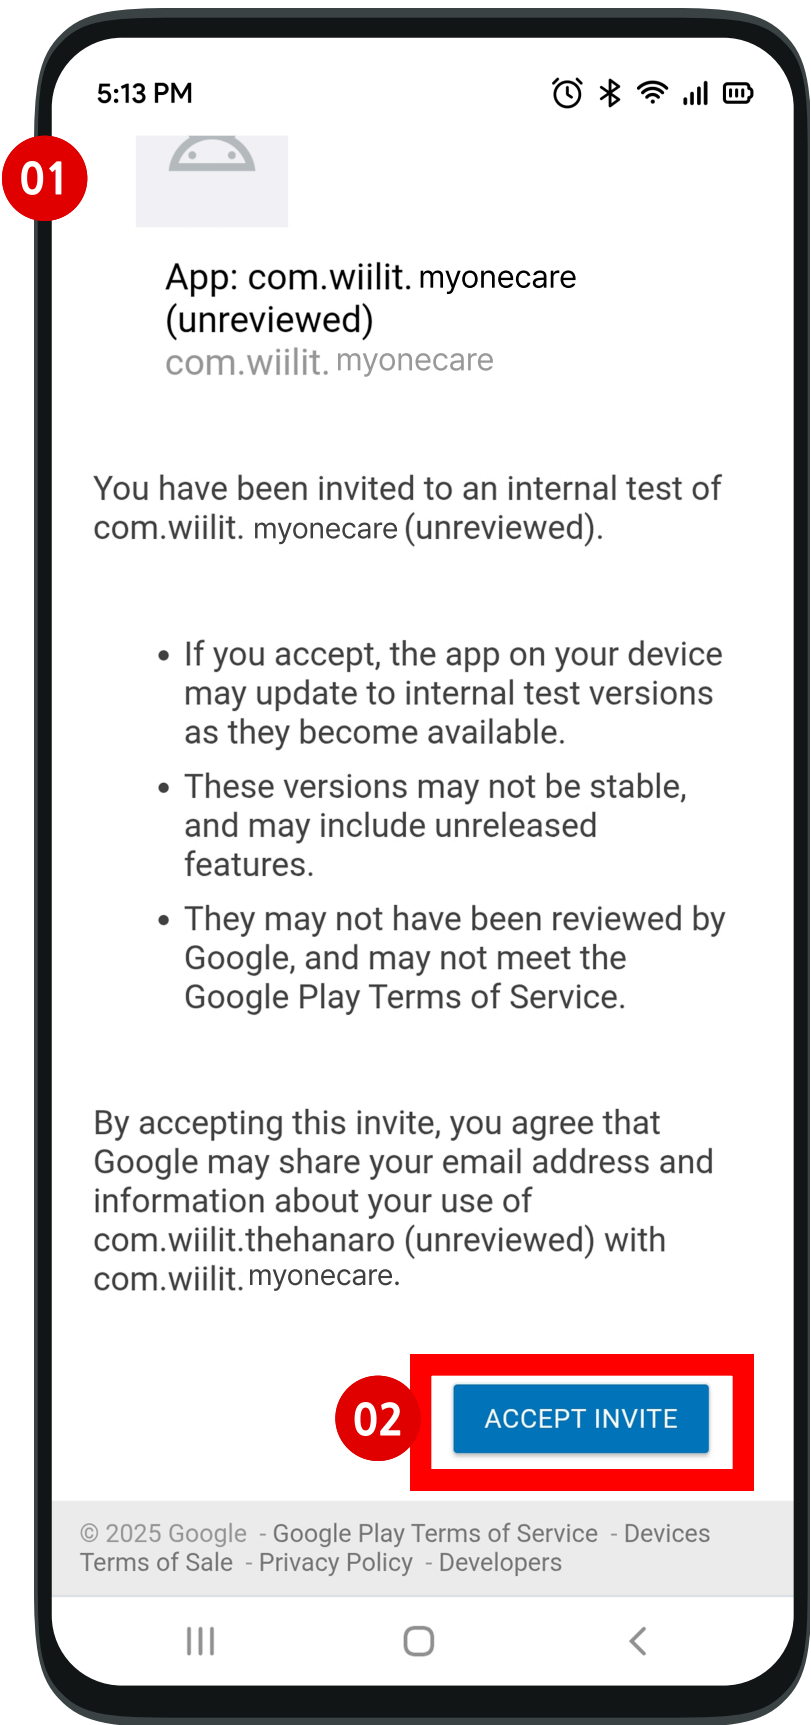 5:13 PM
01
App: com.wiilit. myonecare
(unreviewed)
com.wiilit. myonecare
You have been invited to an internal test of
com.wiilit. myonecare (unreviewed).
• If you accept, the app on your device
may update to internal test versions
as they become available.
• These versions may not be stable,
and may include unreleased
features.
• They may not have been reviewed by
Google, and may not meet the
Google Play Terms of Service.
By accepting this invite, you agree that
Google may share your email address and
information about your use of
com.wiilit.thehanaro (unreviewed) with
com.wiilit. myonecare.
02
ACCEPT INVITE
© 2025 Google - Google Play Terms of Service - Devices
Terms of Sale - Privacy Policy - Developers